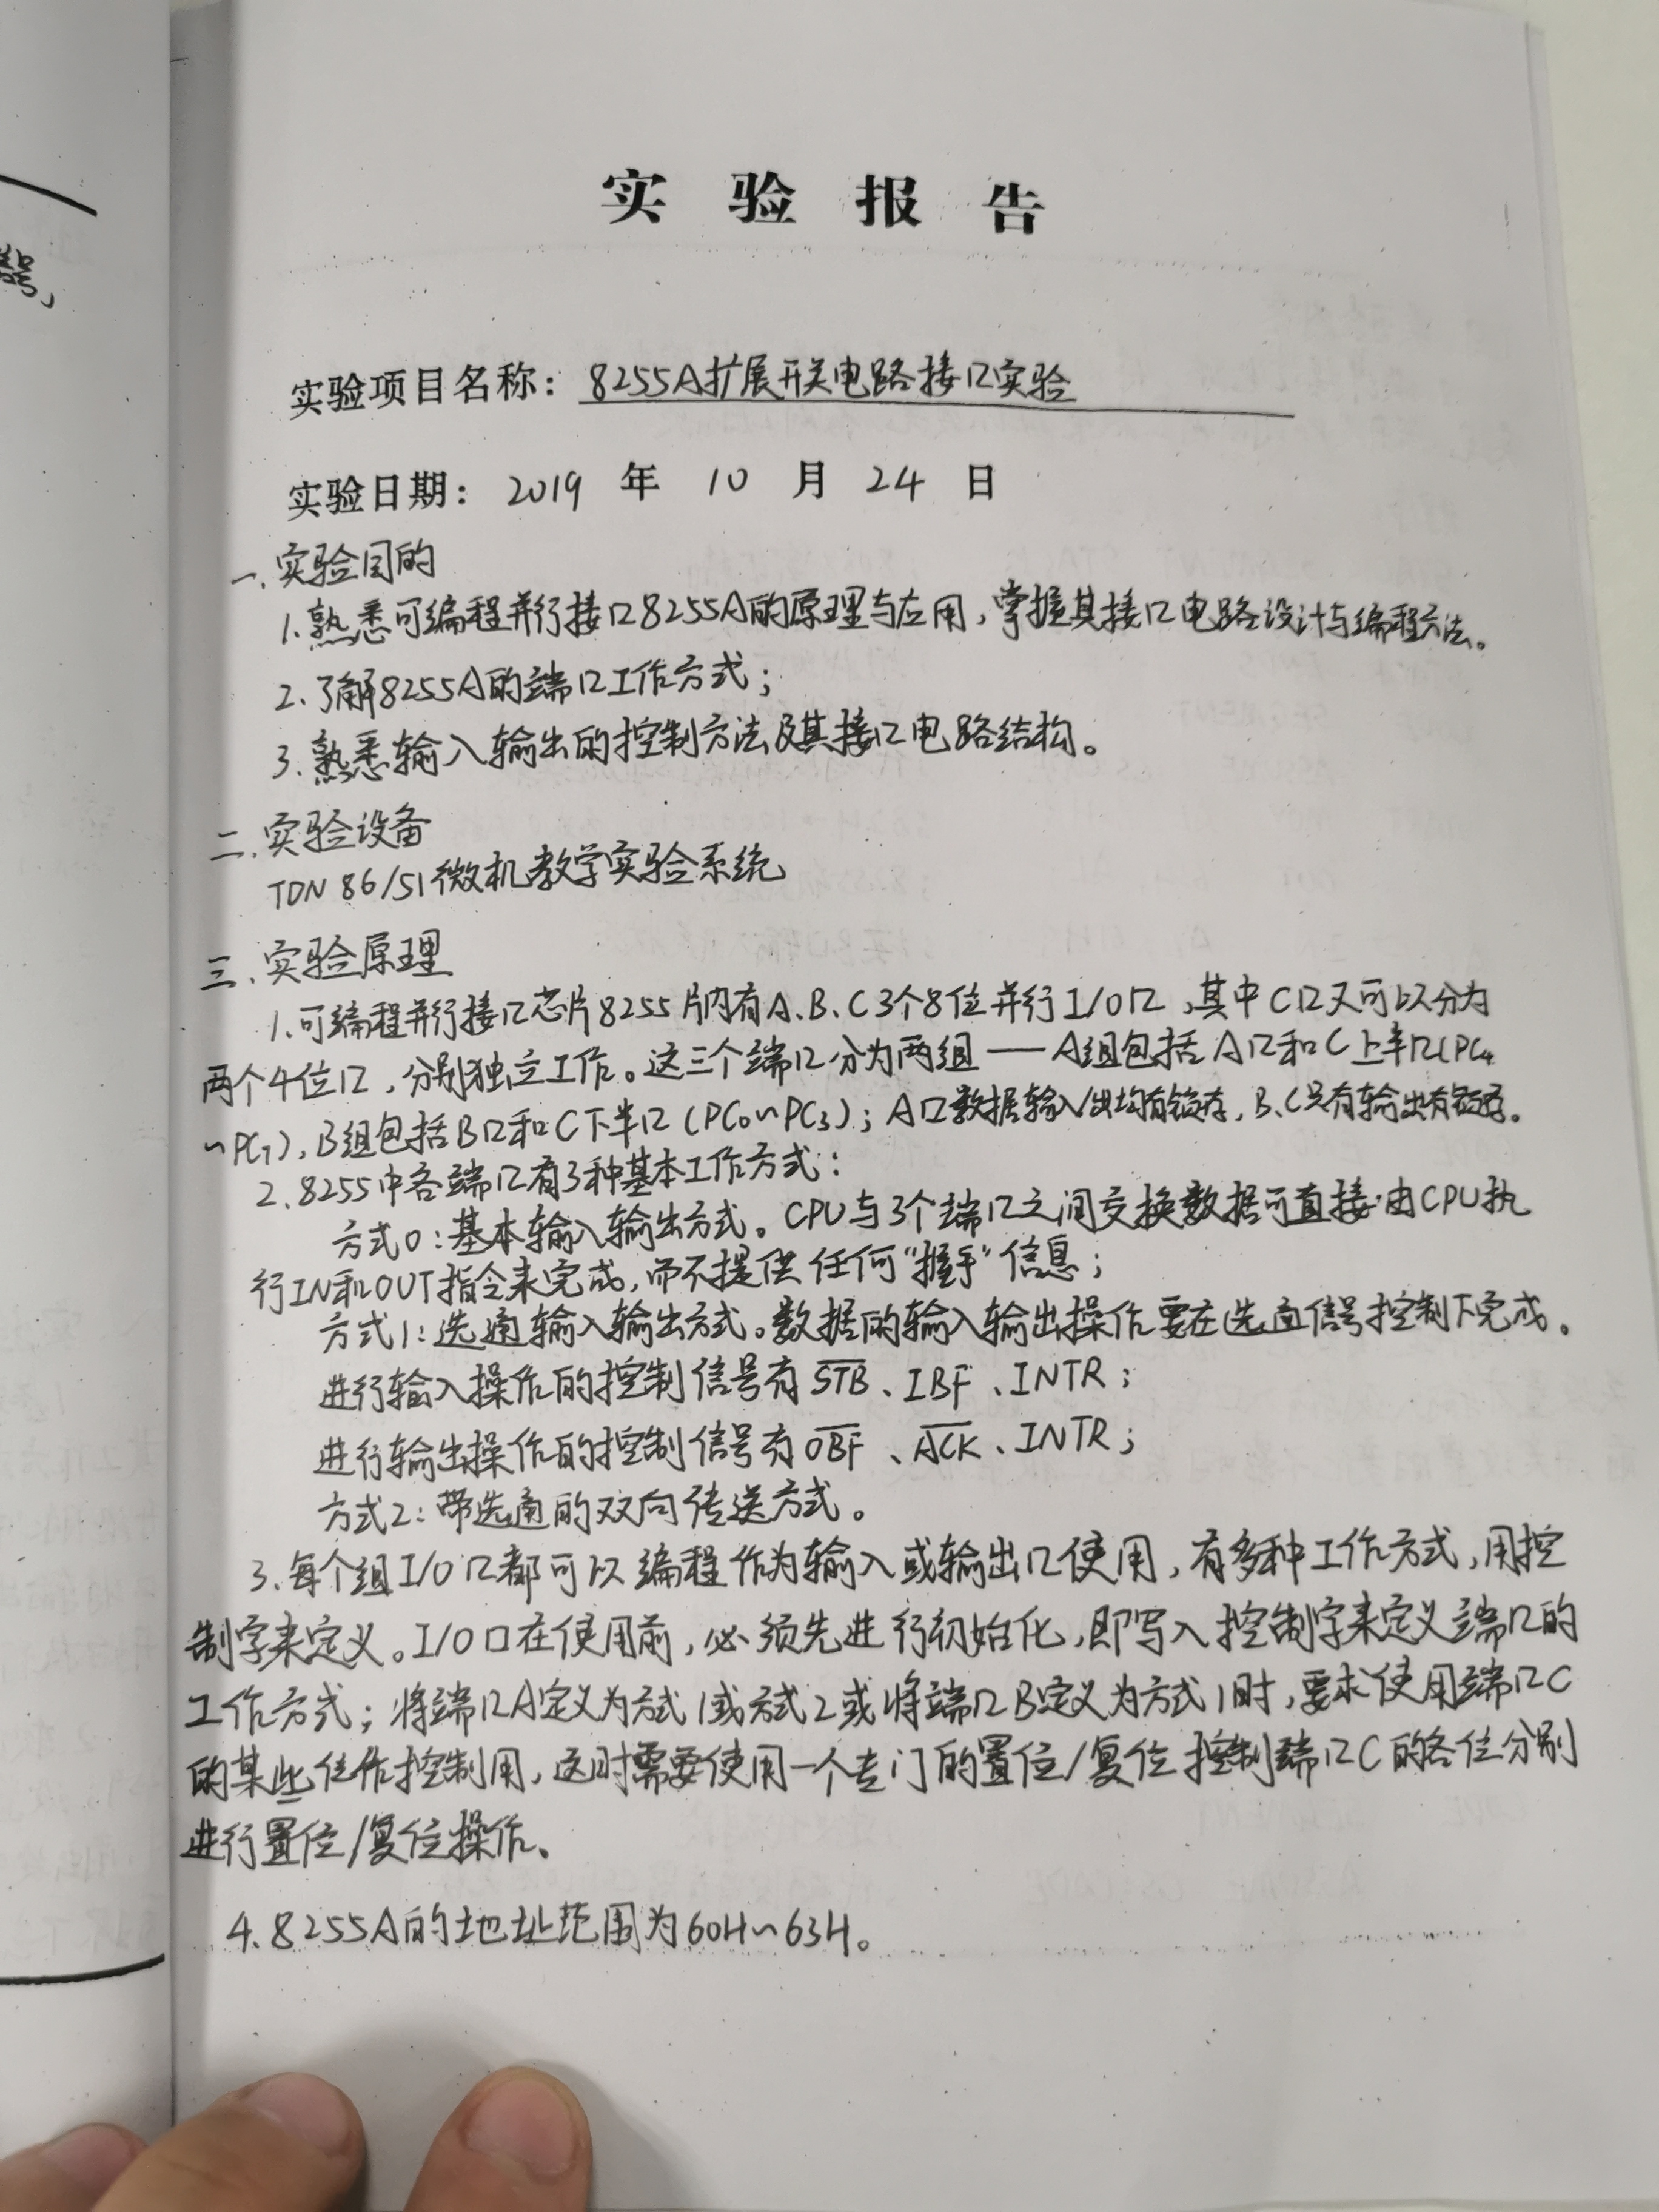 实验报告
实验项目名称：8255A扩展开关电路接口实验
实验日期：2019 年 10 月 24 日
一、实验目的
1、熟悉可编程并行接口8255A的原理与应用，掌握其接口电路设计与编程方法。
2、了解8255A的端口工作方式；
3、熟悉输入输出的控制方法及其接口电路结构。
二、实验设备
TDN 86/51微机教学实验系统
三、实验原理
1、可编程并行接口芯片8255片内有A、B、C 3个8位并行I/O口，其中C口又可以分为
两个4位口，分别独立工作。这三个端口分为两组——A组包括A口和C上半口(PC4
~PC7)，B组包括B口和C下半口(PC0~PC3)；A口数据输入/出均有锁存，B、C只有输出有锁存。
2、8255中各端口有3种基本工作方式：
方式0：基本输入输出方式。CPU与3个端口之间交换数据可直接由CPU执
行IN和OUT指令来完成，而不提供任何“握手”信息；
方式1：选通输入输出方式。数据的输入输出操作要在选通信号控制下完成。
进行输入操作的控制信号有S̅T̅B̅、IBF、INTR；
进行输出操作的控制信号有O̅B̅F̅、A̅C̅K̅、INTR；
方式2：带选通的双向传送方式。
3、每个组I/O口都可以编程作为输入或输出口使用，有多种工作方式，用控
制字来定义。I/O口在使用前，必须先进行初始化，即写入控制字来定义端口的
工作方式；将端口A定义为方式1或方式2或将端口B定义为方式1时，要求使用端口C
的某些位作控制用，这时需要使用一个专门的置位/复位控制端口C的各位分别
进行置位/复位操作、
4、8255A的地址范围为60H~63H。